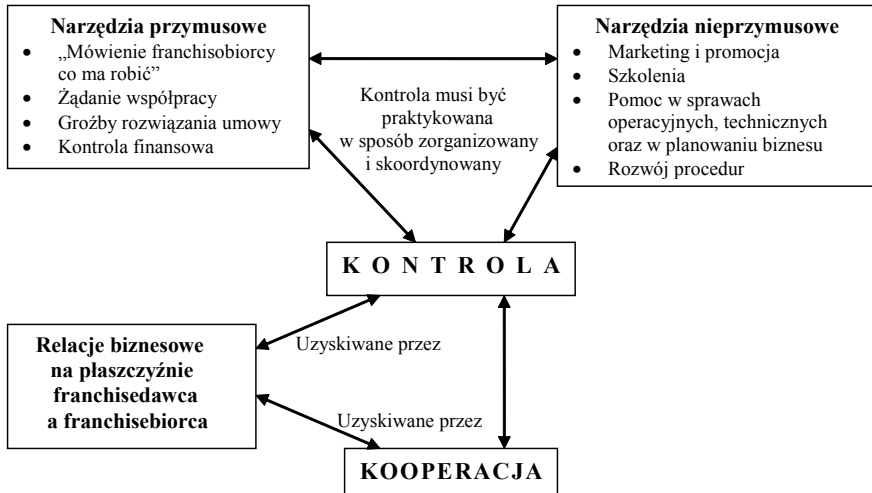 Narzędzia przymusowe
• „Mówienie franchisobiorcy
co ma robić”
• Żądanie współpracy
• Groźby rozwiązania umowy
• Kontrola finansowa
Narzędzia nieprzymusowe
• Marketing i promocja
• Szkolenia
• Pomoc w sprawach
operacyjnych, technicznych
oraz w planowaniu biznesu
• Rozwój procedur
Kontrola musi być
praktykowana
w sposób zorganizowany
i skoordynowany
K O N T R O L A
Relacje biznesowe
na płaszczyźnie
franchisedawca
a franchisebiorca
Uzyskiwane przez
Uzyskiwane przez
KOOPERACJA